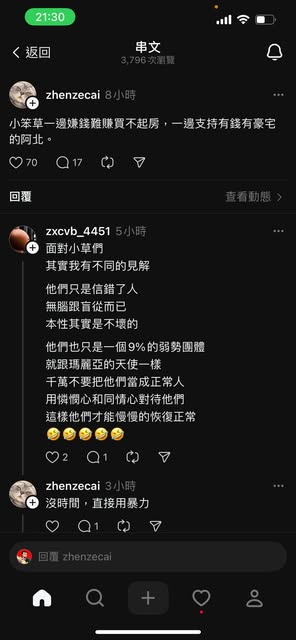 21:30
返回
串文
3,796 次瀏覽
zhenzecai 8小時
小笨草一邊嫌錢難賺買不起房，一邊支持有錢有豪宅
的阿北。
70
17
回覆
查看動態
zxcvb_4451 5小時
面對小草們
其實我有不同的見解
他們只是信錯了人
無腦跟盲從而已
本性其實是不壞的
他們也只是一個9%的弱勢團體
就跟瑪麗亞的天使一樣
千萬不要把他們當成正常人
用憐憫心和同情心對待他們
這樣他們才能慢慢的恢復正常
🤣🤣🤣🤣🤣
2
1
zhenzecai 3小時
沒時間，直接用暴力
1
回覆 zhenzecai